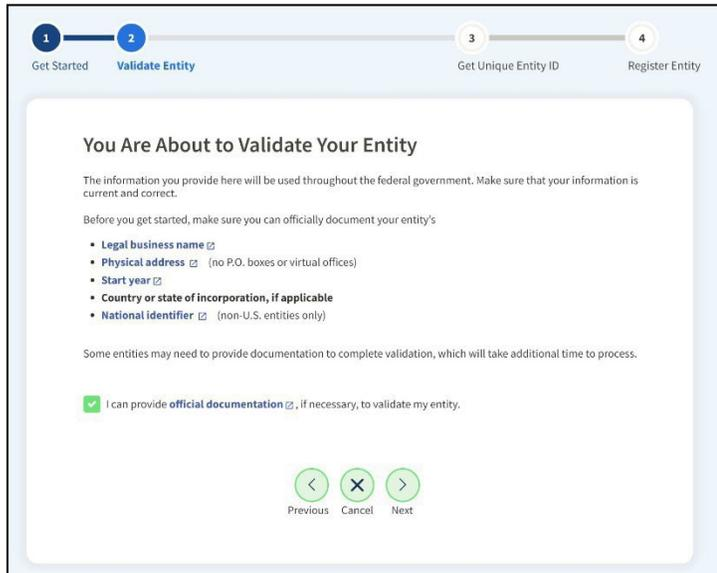 1 2 3 4
Get Started Validate Entity Get Unique Entity ID Register Entity
You Are About to Validate Your Entity
The information you provide here will be used throughout the federal government. Make sure that your information is
current and correct.
Before you get started, make sure you can officially document your entity's
• Legal business name
• Physical address (no P.O. boxes or virtual offices)
• Start year
• Country or state of incorporation, if applicable
• National identifier (non-U.S. entities only)
Some entities may need to provide documentation to complete validation, which will take additional time to process.
I can provide official documentation , if necessary, to validate my entity.
Previous Cancel Next